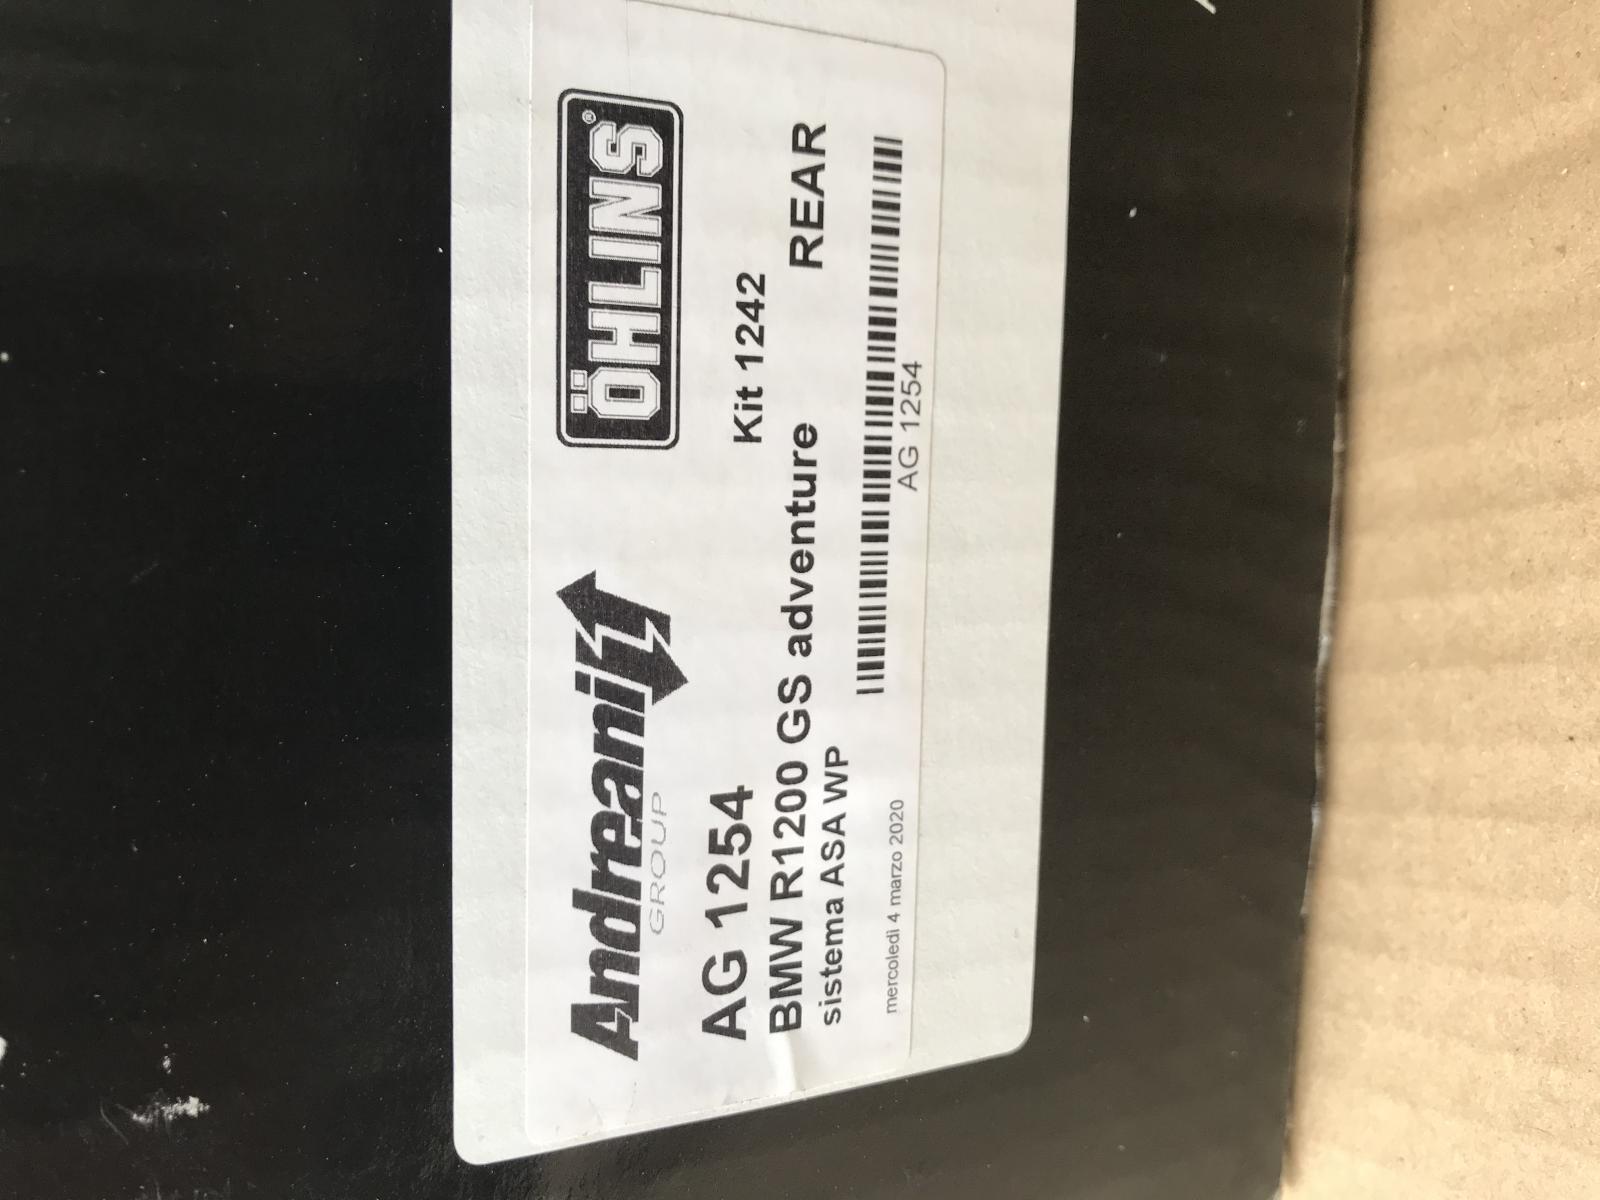 Andreani
GROUP
ÖHLINS®
AG 1254
Kit 1242
BMW R1200 GS adventure
REAR
sistema ASA WP
mercoledì 4 marzo 2020
AG 1254